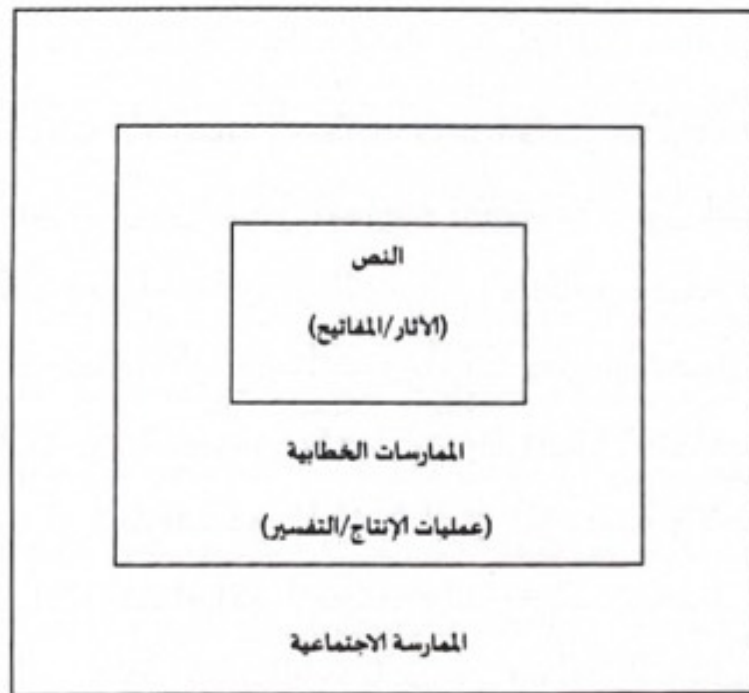 النص
(الآثار/المفاتيح)
الممارسات الخطابية
(عمليات الإنتاج/التفسير)
الممارسة الاجتماعية